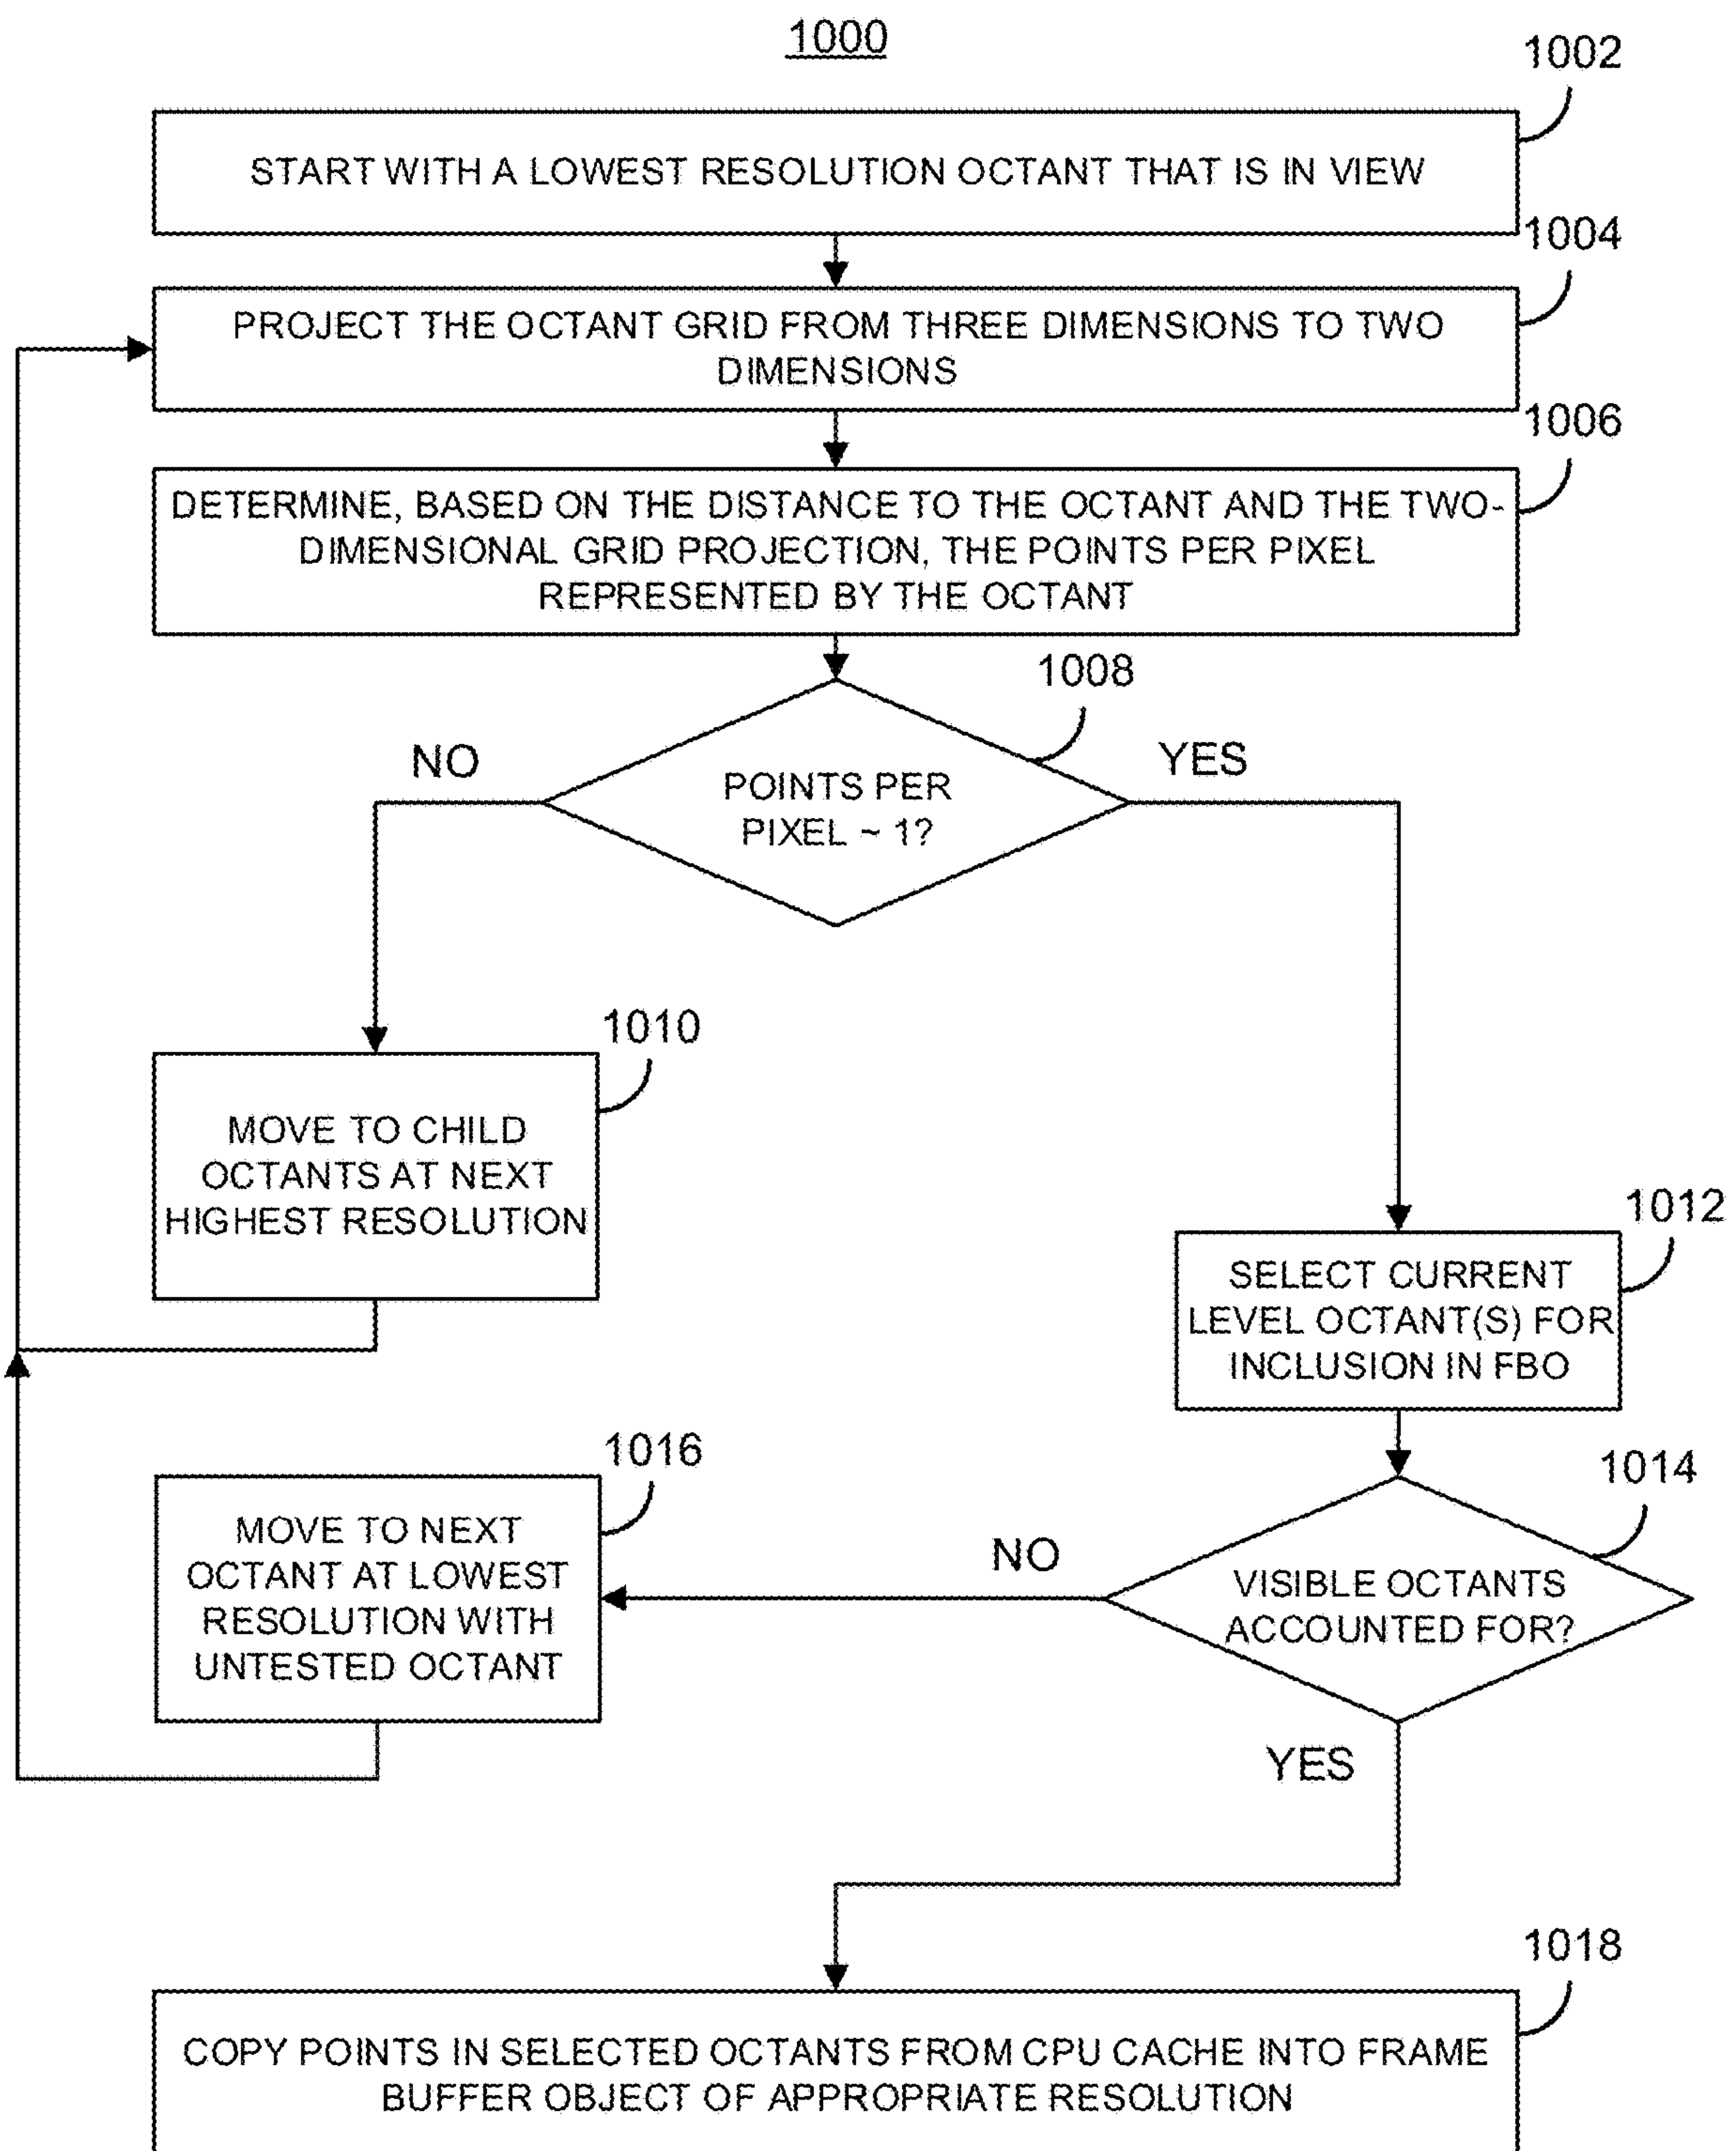 1000
1002
START WITH A LOWEST RESOLUTION OCTANT THAT IS IN VIEW
1004
PROJECT THE OCTANT GRID FROM THREE DIMENSIONS TO TWO
DIMENSIONS
1006
DETERMINE, BASED ON THE DISTANCE TO THE OCTANT AND THE TWO-
DIMENSIONAL GRID PROJECTION, THE POINTS PER PIXEL
REPRESENTED BY THE OCTANT
1008
NO
YES
POINTS PER
PIXEL ~ 1?
1010
MOVE TO CHILD
OCTANTS AT NEXT
HIGHEST RESOLUTION
1012
SELECT CURRENT
LEVEL OCTANT(S) FOR
INCLUSION IN FBO
1016
MOVE TO NEXT
OCTANT AT LOWEST
RESOLUTION WITH
UNTESTED OCTANT
1014
NO
VISIBLE OCTANTS
ACCOUNTED FOR?
YES
1018
COPY POINTS IN SELECTED OCTANTS FROM CPU CACHE INTO FRAME
BUFFER OBJECT OF APPROPRIATE RESOLUTION